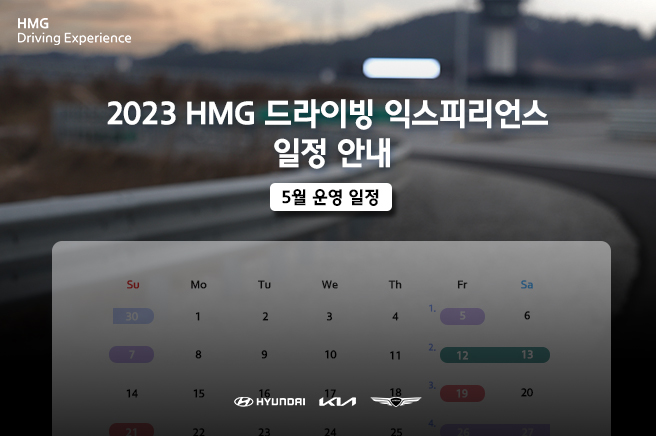 HMG
Driving Experience
2023 HMG 드라이빙 익스피리언스
일정 안내
5월 운영 일정
Su Mo Tu We Th Fr Sa
30 1 2 3 4 1. 5 6
7 8 9 10 11 2. 12 13
14 15 16 17 18 3. 19 20
HYUNDAI KIA
21 22 23 24 25 4. 26 27